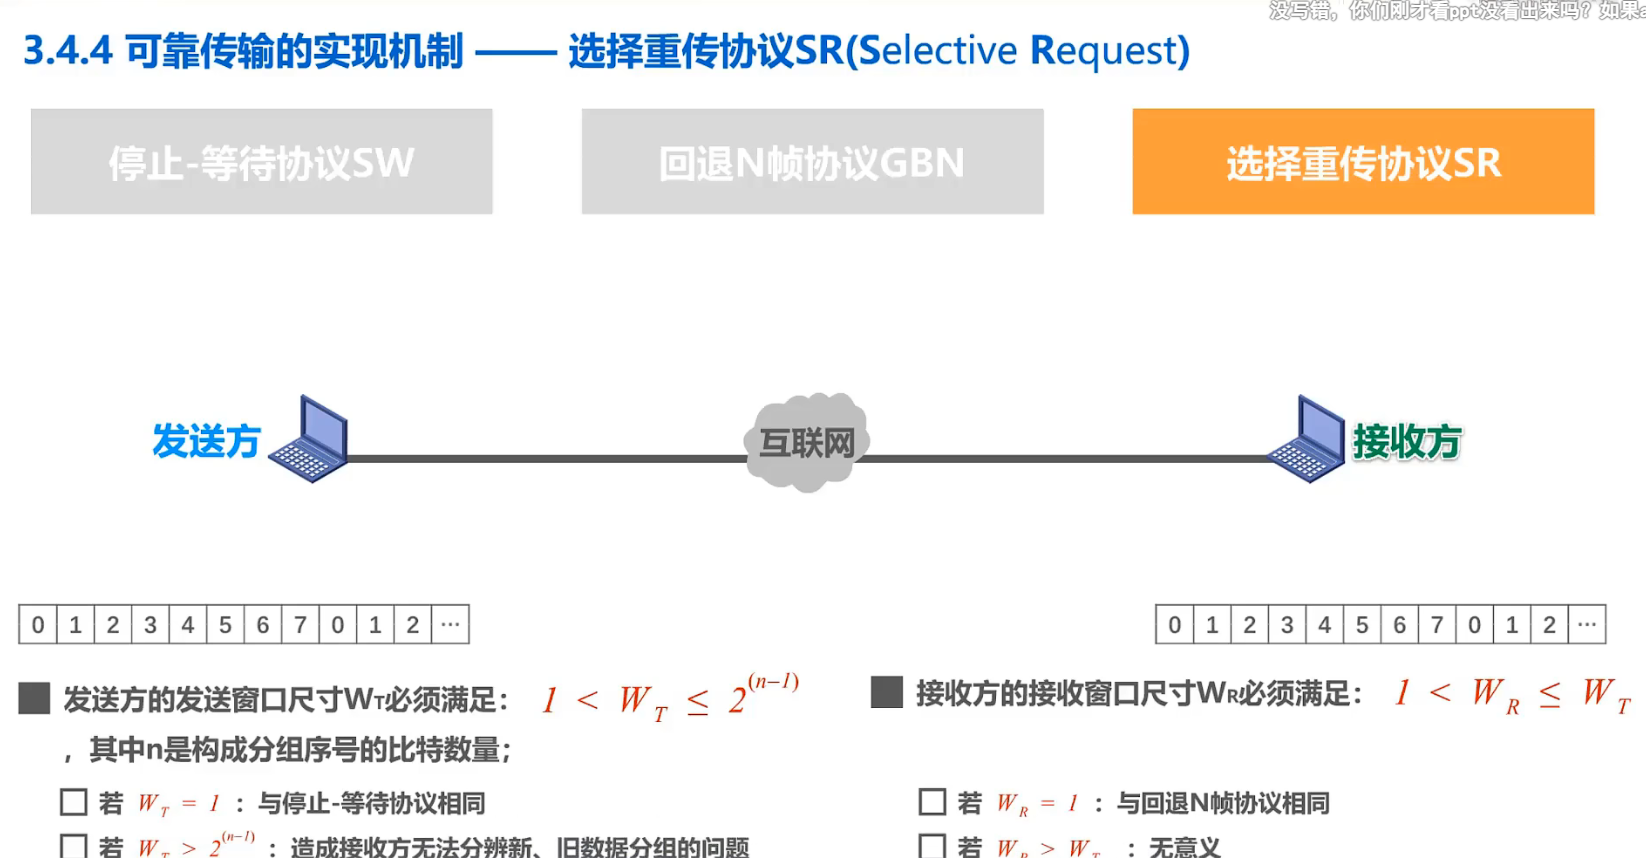 没写错，你们刚才看ppt没看出来吗？如果
3.4.4 可靠传输的实现机制 —— 选择重传协议SR(Selective Request)
停止-等待协议SW
回退N帧协议GBN
选择重传协议SR
发送方
互联网
接收方
0 1 2 3 4 5 6 7 0 1 2 ···
0 1 2 3 4 5 6 7 0 1 2 ···
发送方的发送窗口尺寸WT必须满足： 1 < W_T ≤ 2^(n−1)
，其中n是构成分组序号的比特数量；
若 W_T = 1 ：与停止-等待协议相同
若 W_T > 2^(n−1) ：造成接收方无法分辨新、旧数据分组的问题
接收方的接收窗口尺寸WR必须满足： 1 < W_R ≤ W_T
若 W_R = 1 ：与回退N帧协议相同
若 W_R > W_T ：无意义